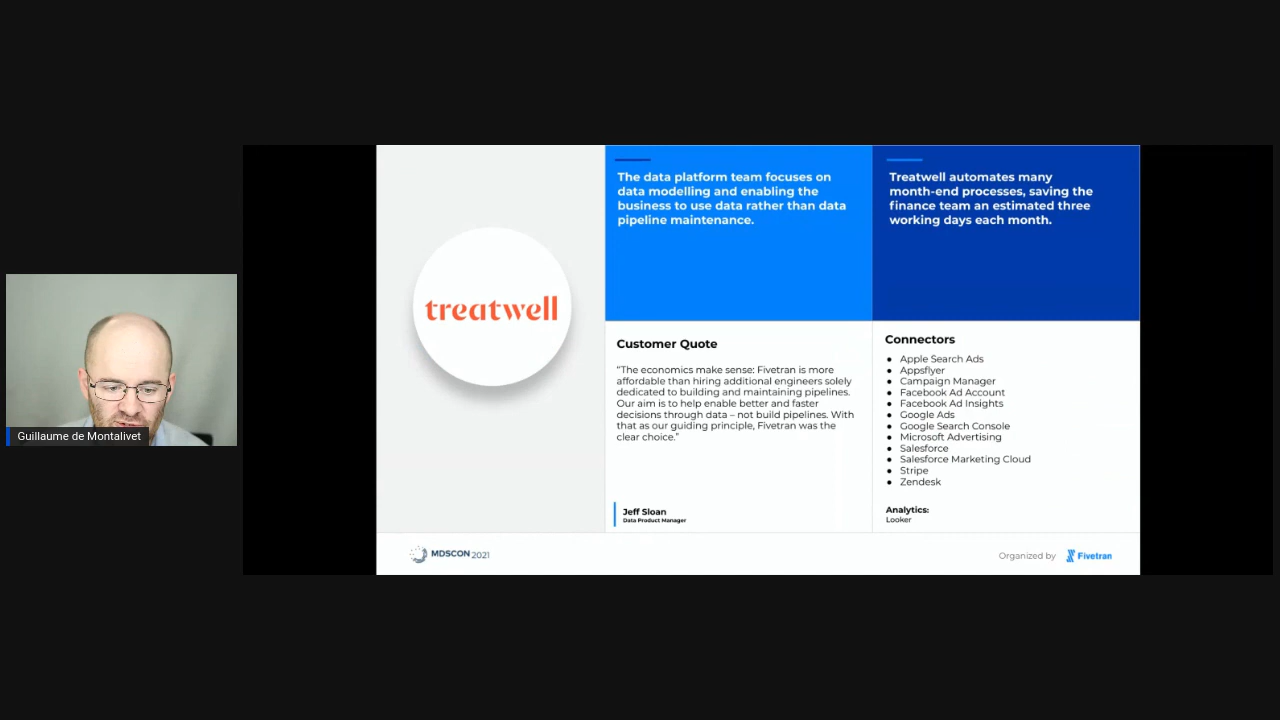 Guillaume de Montalivet
treatwell
The data platform team focuses on
data modelling and enabling the
business to use data rather than data
pipeline maintenance.
Treatwell automates many
month-end processes, saving the
finance team an estimated three
working days each month.
Customer Quote
"The economics make sense: Fivetran is more
affordable than hiring additional engineers solely
dedicated to building and maintaining pipelines.
Our aim is to help enable better and faster
decisions through data – not build pipelines. With
that as our guiding principle, Fivetran was the
clear choice."
Jeff Sloan
Data Product Manager
Connectors
● Apple Search Ads
● Appsflyer
● Campaign Manager
● Facebook Ad Account
● Facebook Ad Insights
● Google Ads
● Google Search Console
● Microsoft Advertising
● Salesforce
● Salesforce Marketing Cloud
● Stripe
● Zendesk
Analytics:
Looker
MDSCON 2021
Organized by Fivetran